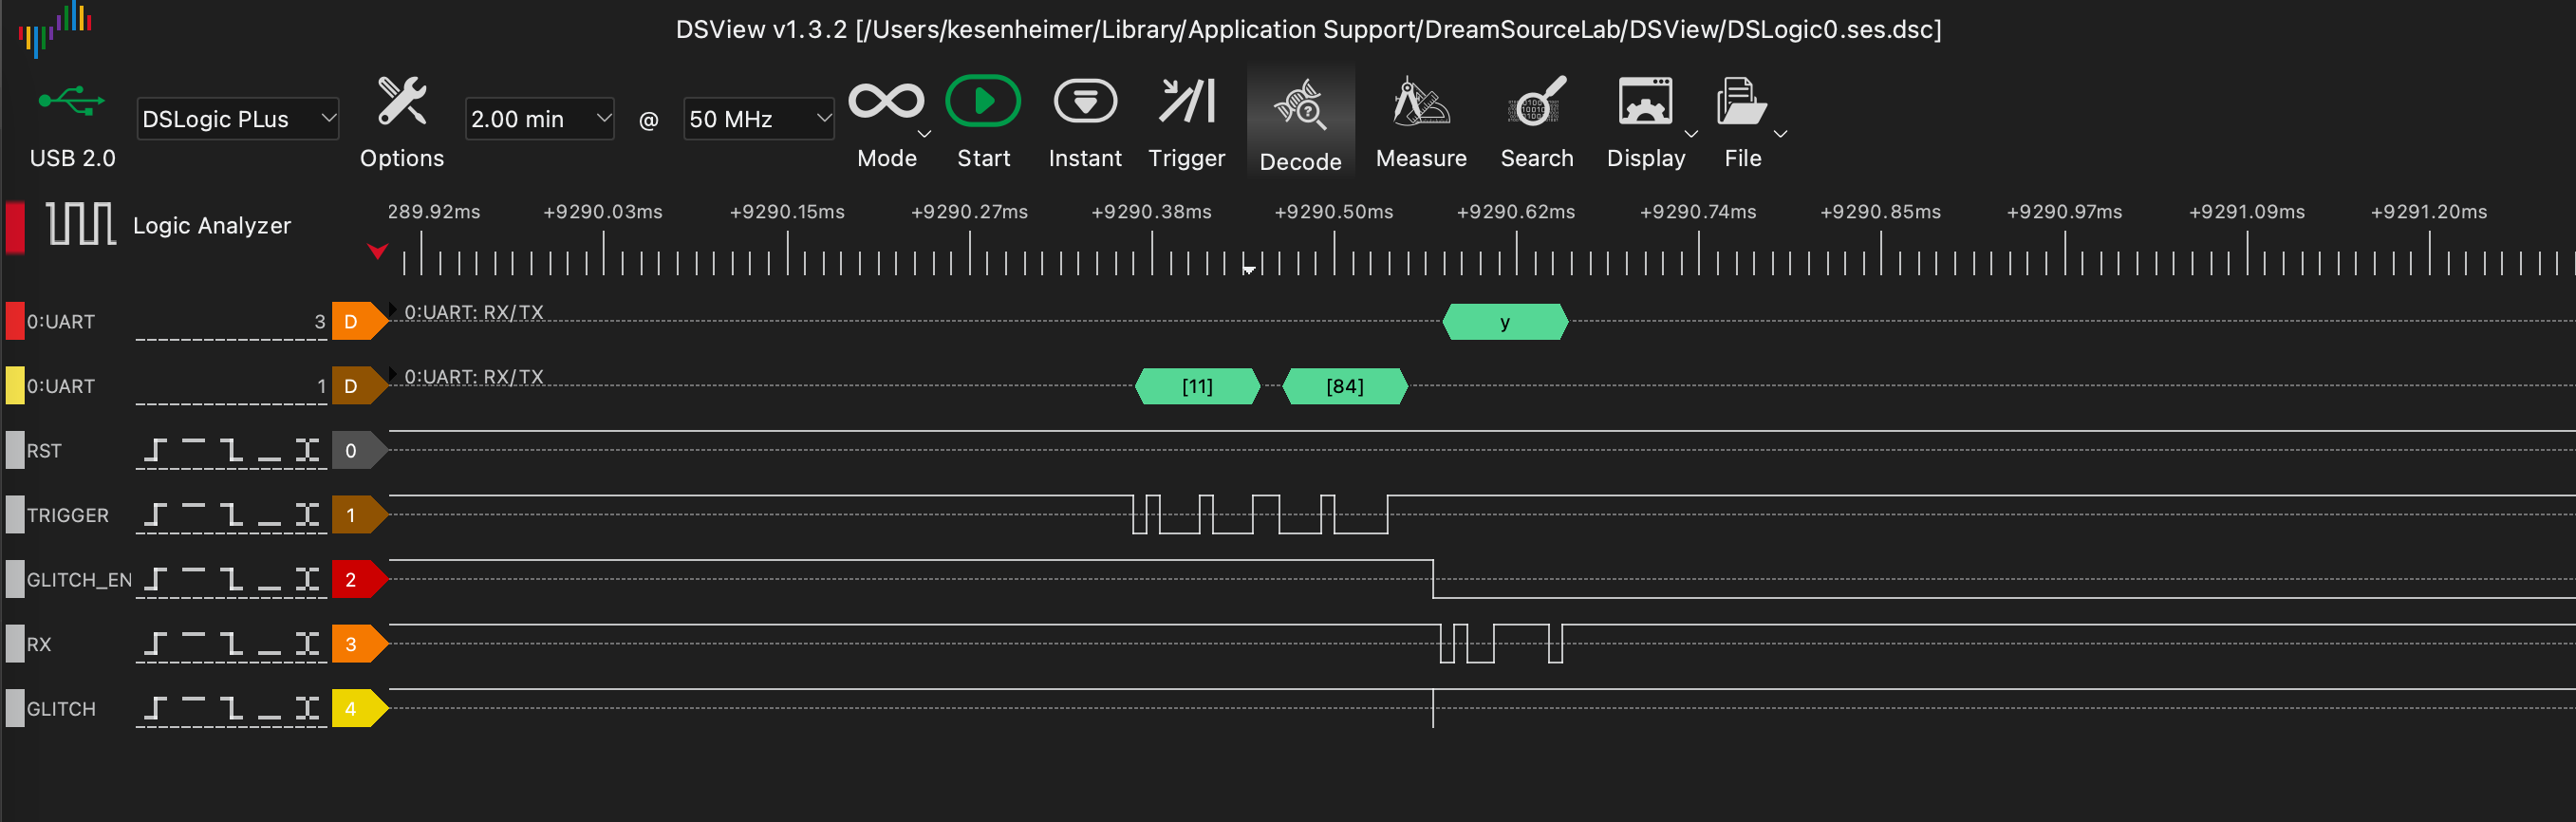 DSView v1.3.2 [/Users/kesenheimer/Library/Application Support/DreamSourceLab/DSView/DSLogic0.ses.dsc]
USB 2.0 DSLogic PLus Options 2.00 min @ 50 MHz Mode Start Instant Trigger Decode Measure Search Display File
Logic Analyzer
289.92ms +9290.03ms +9290.15ms +9290.27ms +9290.38ms +9290.50ms +9290.62ms +9290.74ms +9290.85ms +9290.97ms +9291.09ms +9291.20ms
0:UART 3 D 0:UART: RX/TX y
0:UART 1 D 0:UART: RX/TX [11] [84]
RST 0
TRIGGER 1
GLITCH_EN 2
RX 3
GLITCH 4